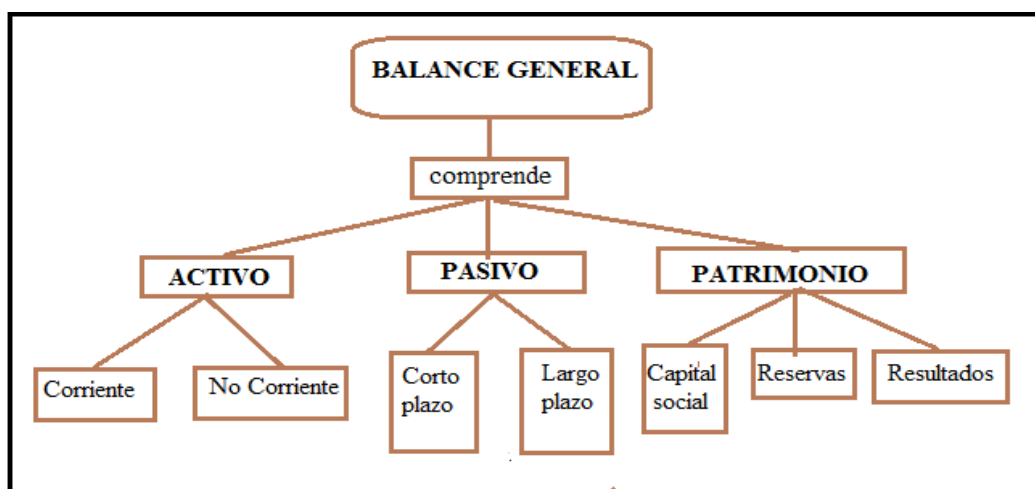 BALANCE GENERAL
comprende
ACTIVO
PASIVO
PATRIMONIO
Corriente
No Corriente
Corto
plazo
Largo
plazo
Capital
social
Reservas
Resultados